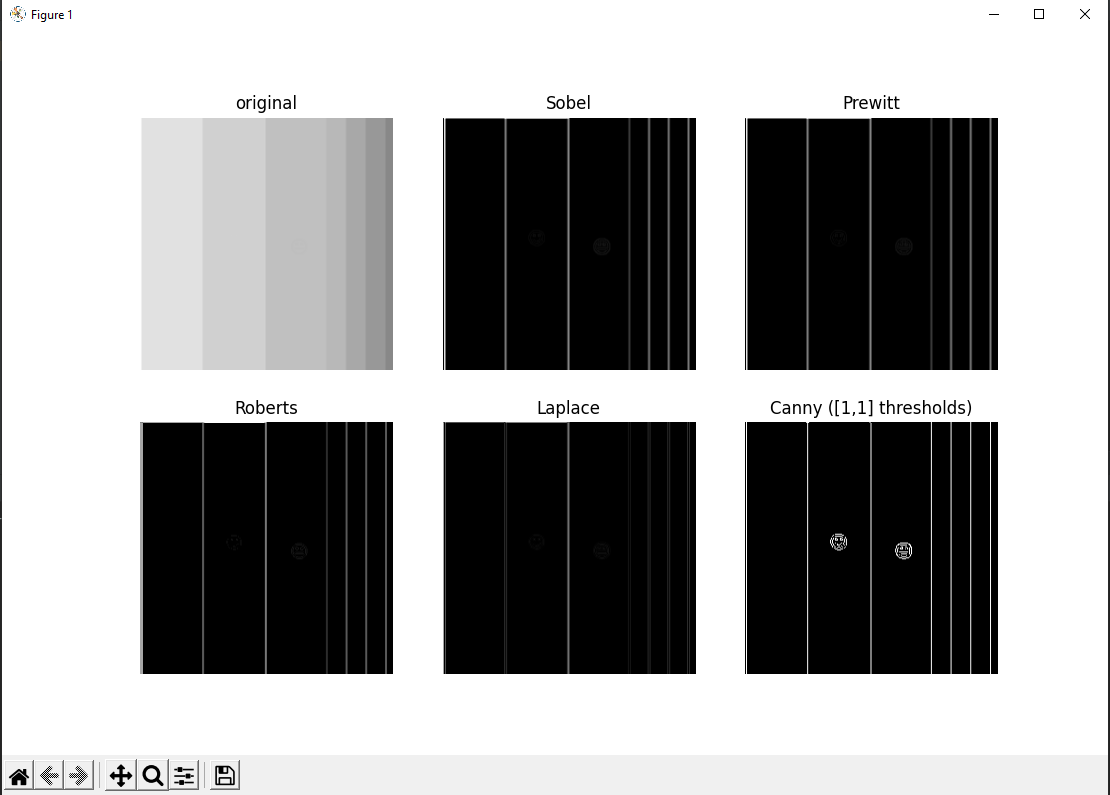 Figure 1
original
Sobel
Prewitt
Roberts
Laplace
Canny ([1,1] thresholds)